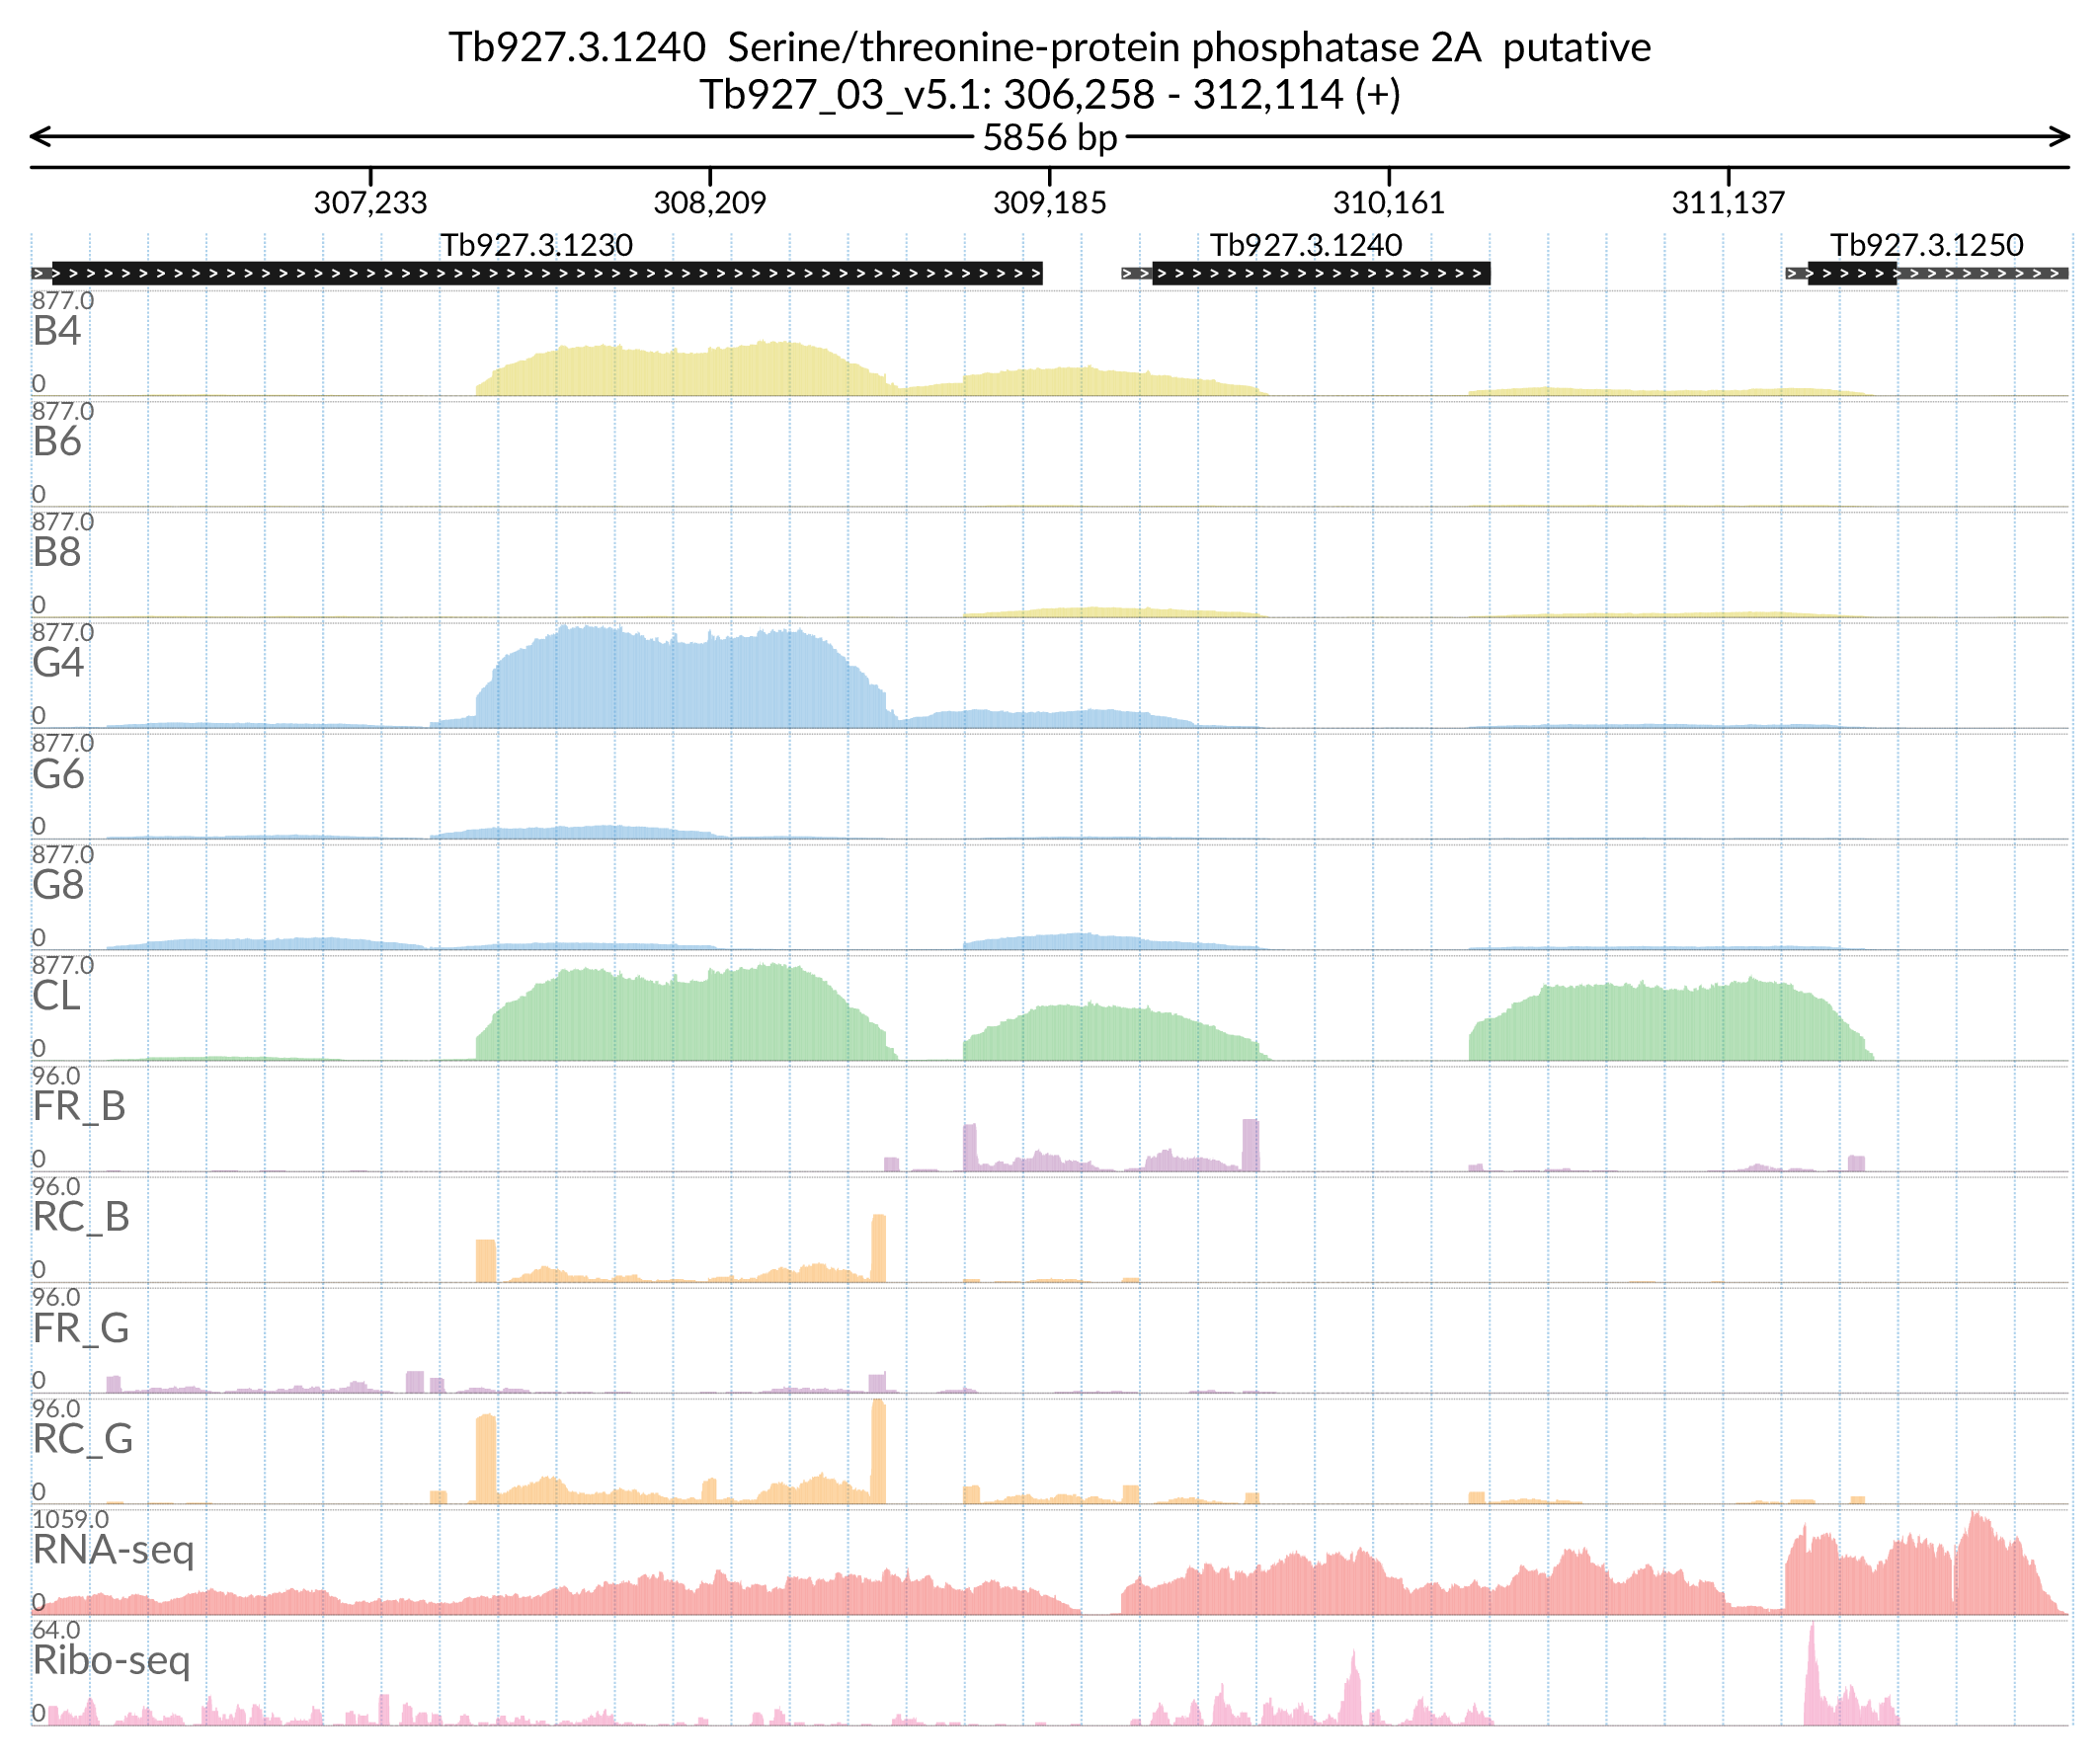 Tb927.3.1240 Serine/threonine-protein phosphatase 2A putative
Tb927_03_v5.1: 306,258 - 312,114 (+)
5856 bp
307,233 308,209 309,185 310,161 311,137
Tb927.3.1230 Tb927.3.1240 Tb927.3.1250
877.0
B4
0
877.0
B6
0
877.0
B8
0
877.0
G4
0
877.0
G6
0
877.0
G8
0
877.0
CL
0
96.0
FR_B
0
96.0
RC_B
0
96.0
FR_G
0
96.0
RC_G
0
1059.0
RNA-seq
0
64.0
Ribo-seq
0